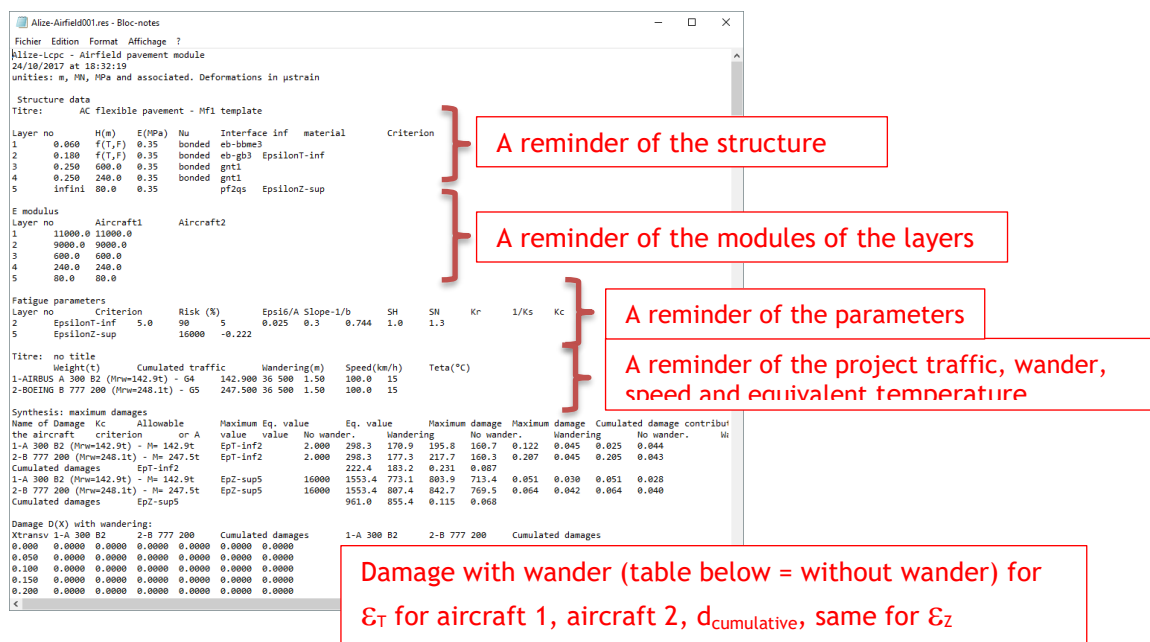 Alize-Airfield001.res - Bloc-notes
Fichier Edition Format Affichage ?
Alize-Lcpc - Airfield pavement module
24/10/2017 at 18:32:19
unities: m, MN, MPa and associated. Deformations in µstrain
Structure data
Titre: AC flexible pavement - Mf1 template
Layer no H(m) E(MPa) Nu Interface inf material Criterion
1 0.060 f(T,F) 0.35 bonded eb-bbme3
2 0.180 f(T,F) 0.35 bonded eb-gb3 EpsilonT-inf
3 0.250 600.0 0.35 bonded gnt1
4 0.250 240.0 0.35 bonded gnt1
5 infini 80.0 0.35 pf2qs EpsilonZ-sup
A reminder of the structure
E modulus
Layer no Aircraft1 Aircraft2
1 11000.0 11000.0
2 9000.0 9000.0
3 600.0 600.0
4 240.0 240.0
5 80.0 80.0
A reminder of the modules of the layers
Fatigue parameters
Layer no Criterion Risk (%) Epsi6/A Slope-1/b SH SN Kr 1/Ks Kc
2 EpsilonT-inf 5.0 90 5 0.025 0.3 0.744 1.0 1.3
5 EpsilonZ-sup 16000 -0.222
A reminder of the parameters
Titre: no title
Weight(t) Cumulated traffic Wandering(m) Speed(km/h) Teta(°C)
1-AIRBUS A 300 B2 (Mrw=142.9t) - G4 142.900 36 500 1.50 100.0 15
2-BOEING B 777 200 (Mrw=248.1t) - G5 247.500 36 500 1.50 100.0 15
A reminder of the project traffic, wander,
speed and equivalent temperature
Synthesis: maximum damages
Name of Damage Kc Allowable Maximum Eq. value Eq. value Maximum damage Maximum damage Cumulated damage contribut
the aircraft criterion or A value value No wander. Wandering No wander. Wandering No wander. Wa
1-A 300 B2 (Mrw=142.9t) - M= 142.9t EpT-inf2 2.000 298.3 170.9 195.8 160.7 0.122 0.045 0.025 0.044
2-B 777 200 (Mrw=248.1t) - M= 247.5t EpT-inf2 2.000 298.3 177.3 217.7 160.3 0.207 0.045 0.205 0.043
Cumulated damages EpT-inf2 222.4 183.2 0.231 0.087
1-A 300 B2 (Mrw=142.9t) - M= 142.9t EpZ-sup5 16000 1553.4 773.1 803.9 713.4 0.051 0.030 0.051 0.028
2-B 777 200 (Mrw=248.1t) - M= 247.5t EpZ-sup5 16000 1553.4 807.4 842.7 769.5 0.064 0.042 0.064 0.040
Cumulated damages EpZ-sup5 961.0 855.4 0.115 0.068
Damage D(X) with wandering:
Xtransv 1-A 300 B2 2-B 777 200 Cumulated damages 1-A 300 B2 2-B 777 200 Cumulated damages
0.000 0.0000 0.0000 0.0000 0.0000 0.0000 0.0000
0.050 0.0000 0.0000 0.0000 0.0000 0.0000 0.0000
0.100 0.0000 0.0000 0.0000 0.0000 0.0000 0.0000
0.150 0.0000 0.0000 0.0000 0.0000 0.0000 0.0000
0.200 0.0000 0.0000 0.0000 0.0000 0.0000 0.0000
Damage with wander (table below = without wander) for
εT for aircraft 1, aircraft 2, dcumulative, same for εZ